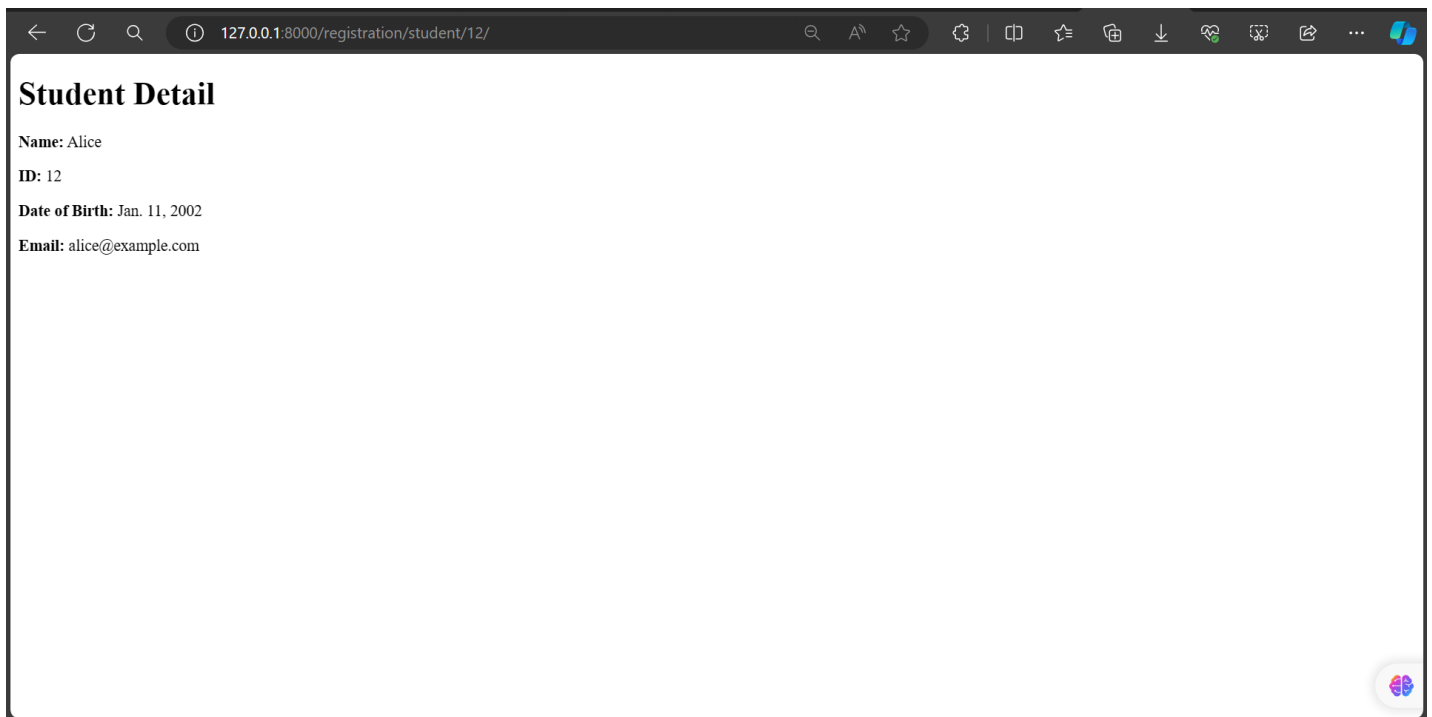 127.0.0.1:8000/registration/student/12/
Student Detail
Name: Alice
ID: 12
Date of Birth: Jan. 11, 2002
Email: alice@example.com